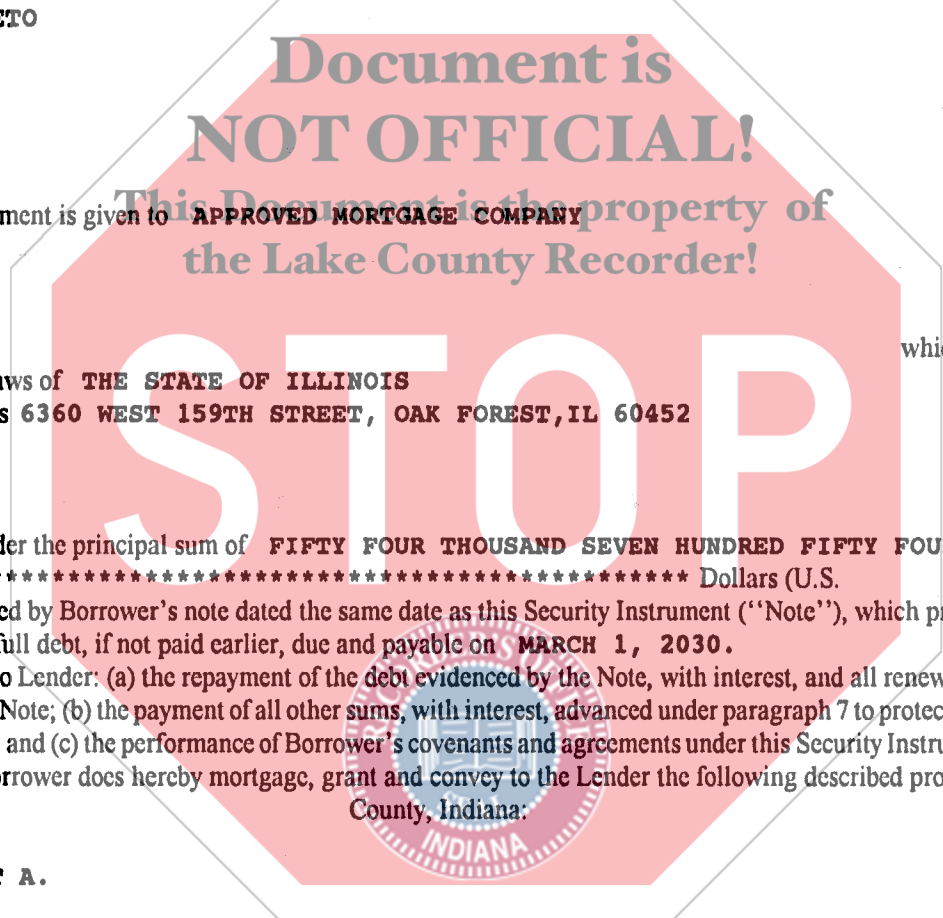 ETO
Document is
NOT OFFICIAL!
This Document is the property of
ment is given to APPROVED MORTGAGE COMPANY
the Lake County Recorder!
whic
STOP
aws of THE STATE OF ILLINOIS
s 6360 WEST 159TH STREET, OAK FOREST,IL 60452
der the principal sum of FIFTY FOUR THOUSAND SEVEN HUNDRED FIFTY FOU
******************************************* Dollars (U.S.
ced by Borrower's note dated the same date as this Security Instrument (''Note''), which pr
full debt, if not paid earlier, due and payable on MARCH 1, 2030.
o Lender: (a) the repayment of the debt evidenced by the Note, with interest, and all renew
Note; (b) the payment of all other sums, with interest, advanced under paragraph 7 to protec
and (c) the performance of Borrower's covenants and agreements under this Security Instru
orrower does hereby mortgage, grant and convey to the Lender the following described pro
County, Indiana:
RECORDER'S OFFICE
INDIANA
T A.